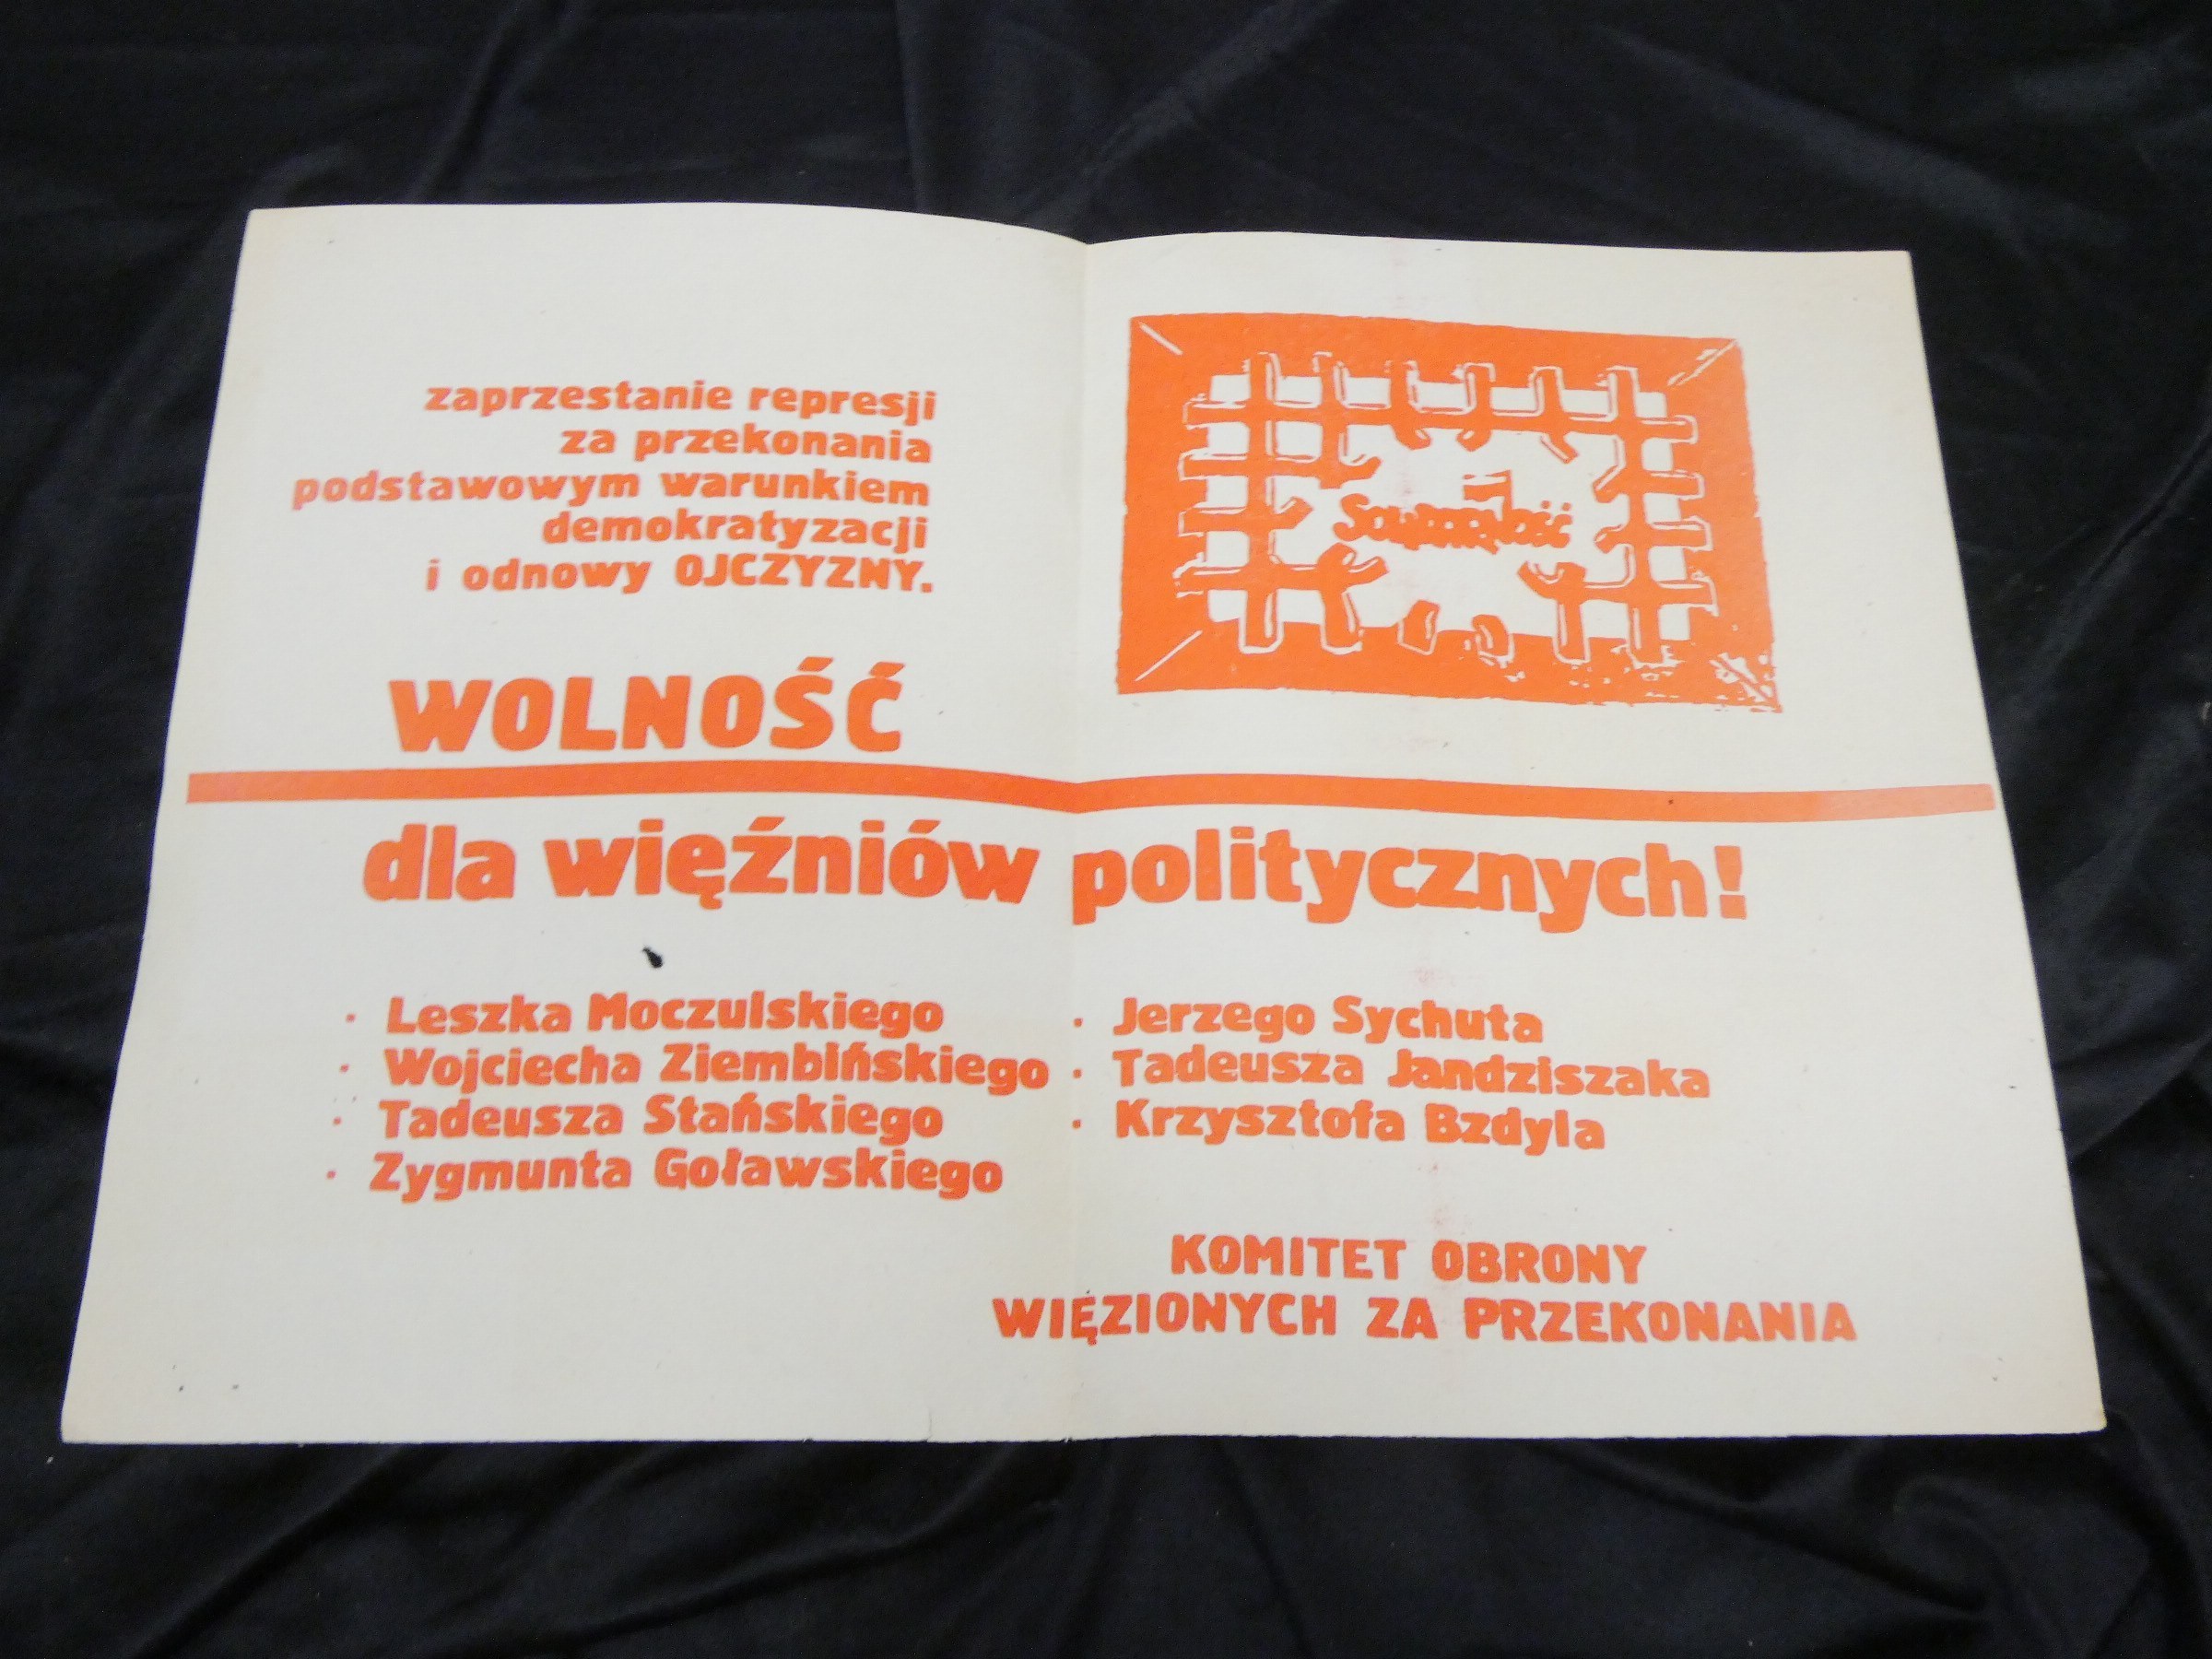 zaprzestanie represji
za przekonania
podstawowym warunkiem
demokratyzacji
i odnowy OJCZYZNY.
Solidarność
WOLNOŚĆ
dla więźniów politycznych!
· Leszka Moczulskiego
· Wojciecha Ziembińskiego
· Tadeusza Stańskiego
· Zygmunta Goławskiego
· Jerzego Sychuta
· Tadeusza Jandziszaka
· Krzysztofa Bzdyla
KOMITET OBRONY
WIĘZIONYCH ZA PRZEKONANIA